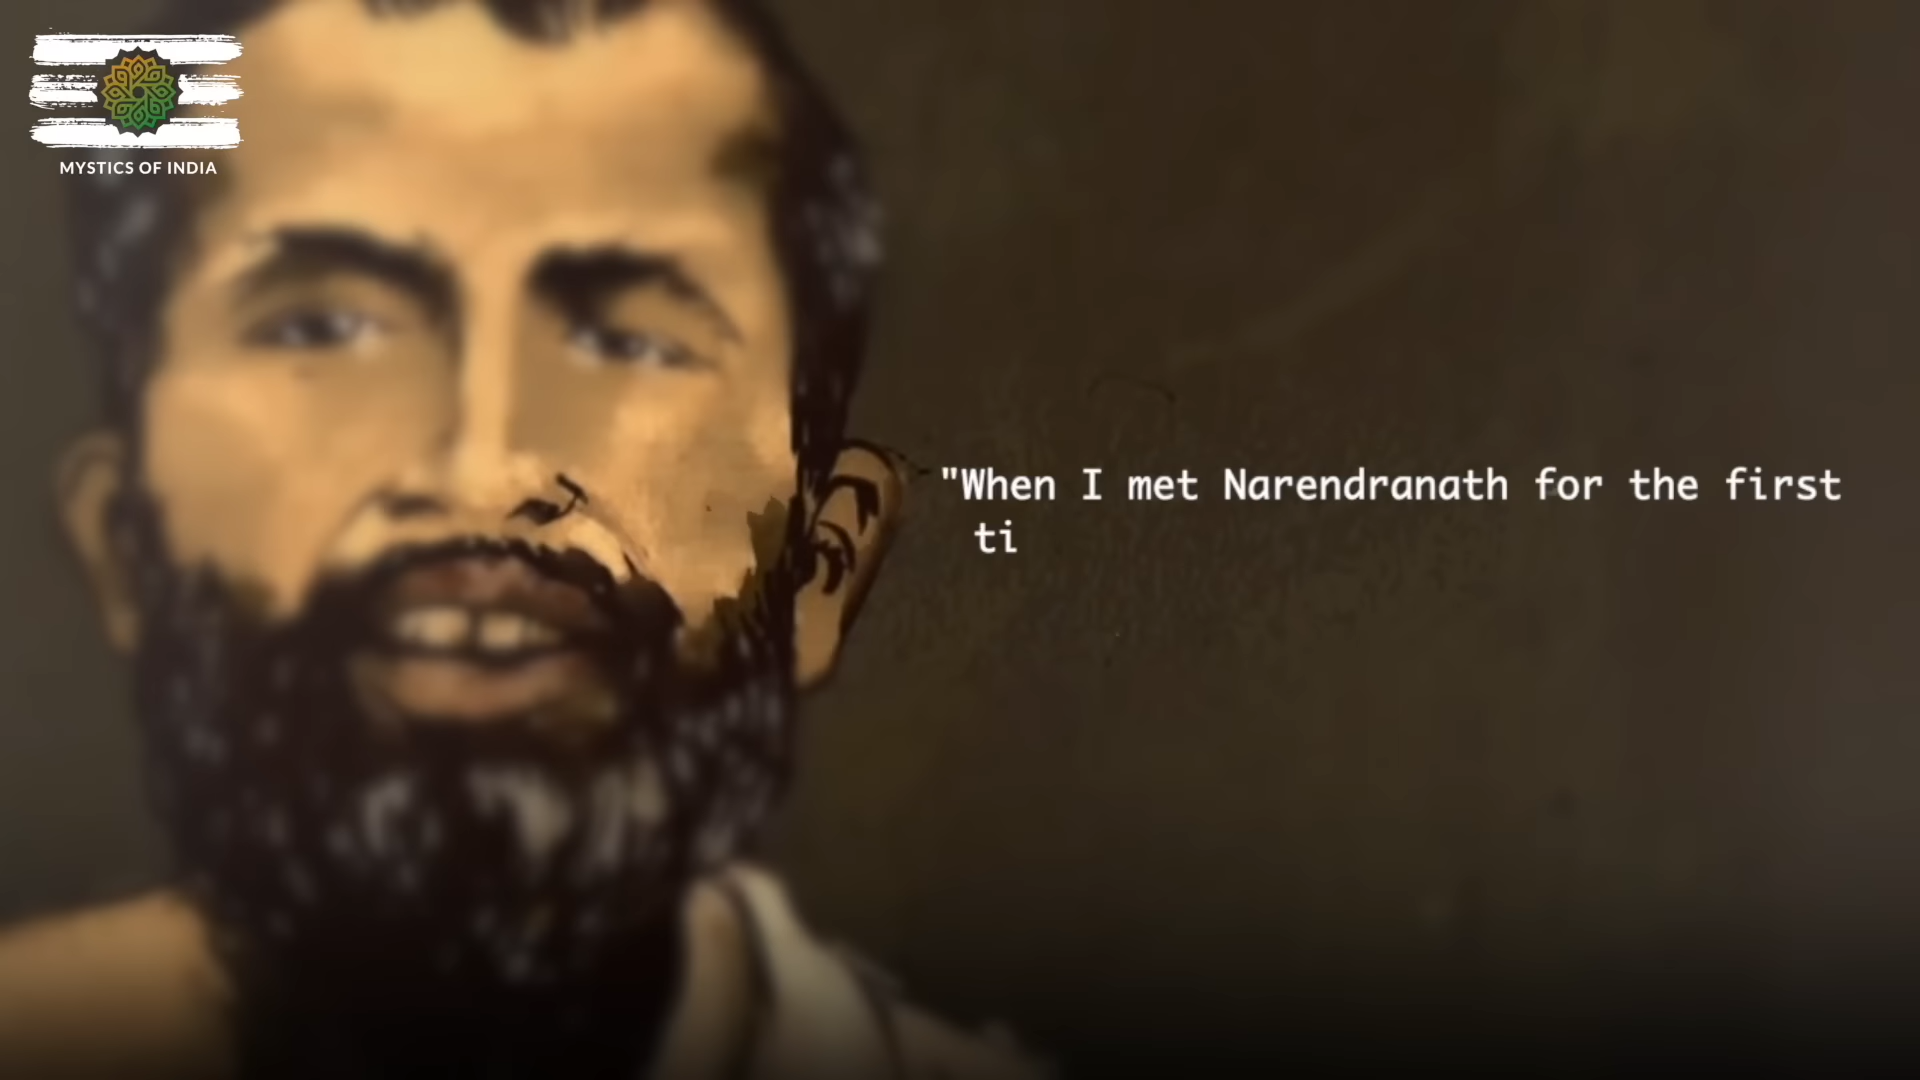 MYSTICS OF INDIA
"When I met Narendranath for the first
ti